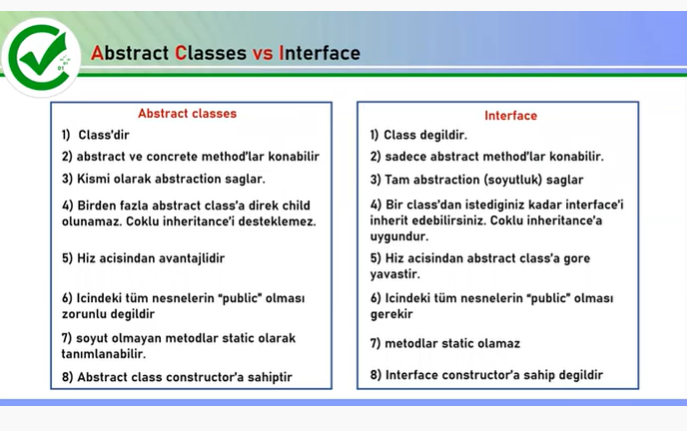 Abstract Classes vs Interface
Abstract classes
1) Class'dir
2) abstract ve concrete method'lar konabilir
3) Kismi olarak abstraction saglar.
4) Birden fazla abstract class'a direk child
olunamaz. Coklu inheritance'i desteklemez.
5) Hiz acisindan avantajlidir
6) Icindeki tüm nesnelerin "public" olması
zorunlu degildir
7) soyut olmayan metodlar static olarak
tanımlanabilir.
8) Abstract class constructor'a sahiptir
Interface
1) Class degildir.
2) sadece abstract method'lar konabilir.
3) Tam abstraction (soyutluk) saglar
4) Bir class'dan istediginiz kadar interface'i
inherit edebilirsiniz. Coklu inheritance'a
uygundur.
5) Hiz acisindan abstract class'a gore
yavastir.
6) Icindeki tüm nesnelerin "public" olması
gerekir
7) metodlar static olamaz
8) Interface constructor'a sahip degildir